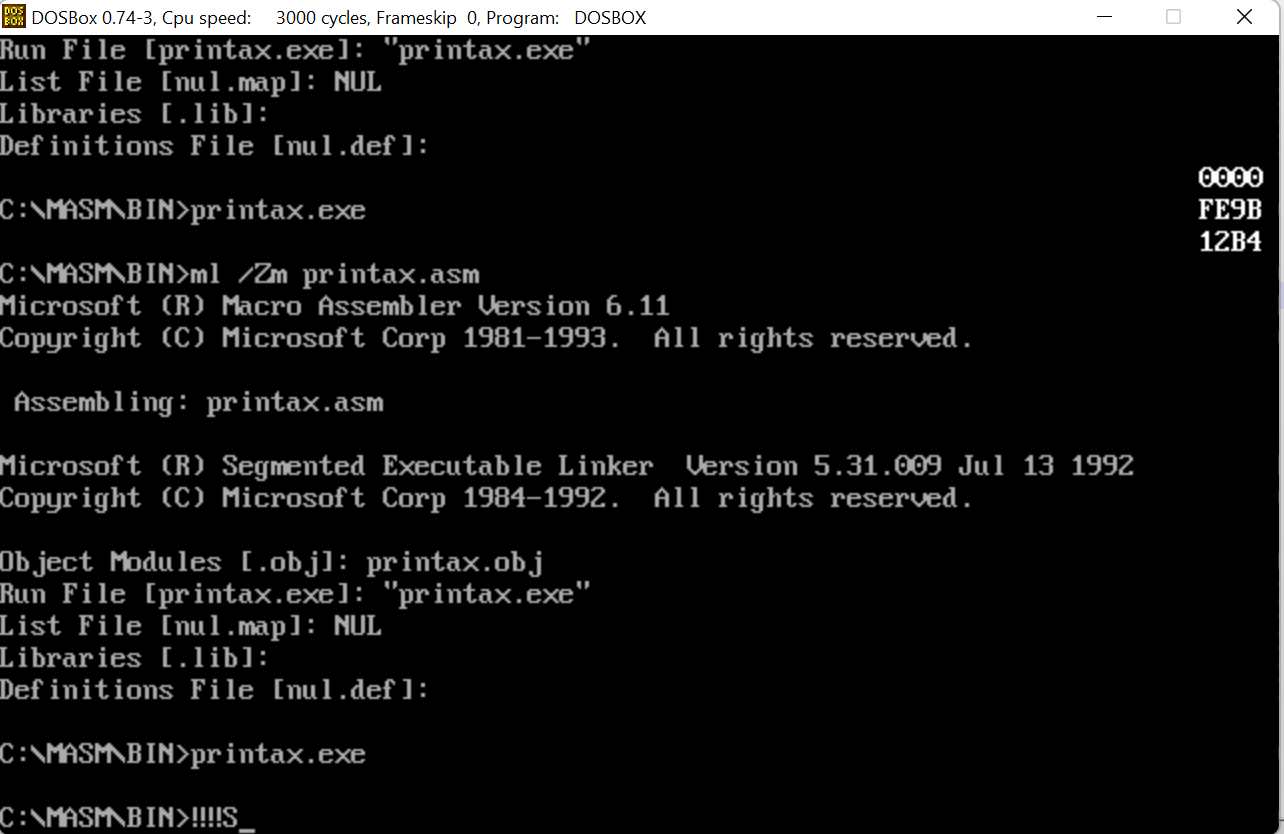 DOSBox 0.74-3, Cpu speed:     3000 cycles, Frameskip  0, Program:   DOSBOX
Run File [printax.exe]: "printax.exe"
List File [nul.map]: NUL
Libraries [.lib]:
Definitions File [nul.def]:
0000
C:\MASM\BIN>printax.exe
FE9B
12B4
C:\MASM\BIN>ml /Zm printax.asm
Microsoft (R) Macro Assembler Version 6.11
Copyright (C) Microsoft Corp 1981-1993.  All rights reserved.
 Assembling: printax.asm
Microsoft (R) Segmented Executable Linker  Version 5.31.009 Jul 13 1992
Copyright (C) Microsoft Corp 1984-1992.  All rights reserved.
Object Modules [.obj]: printax.obj
Run File [printax.exe]: "printax.exe"
List File [nul.map]: NUL
Libraries [.lib]:
Definitions File [nul.def]:
C:\MASM\BIN>printax.exe
C:\MASM\BIN>!!!!S_